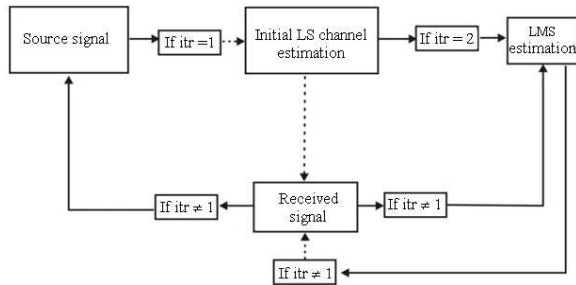 Source signal
If itr =1
Initial LS channel
estimation
If itr = 2
LMS
estimation
If itr ≠ 1
Received
signal
If itr ≠ 1
If itr ≠ 1